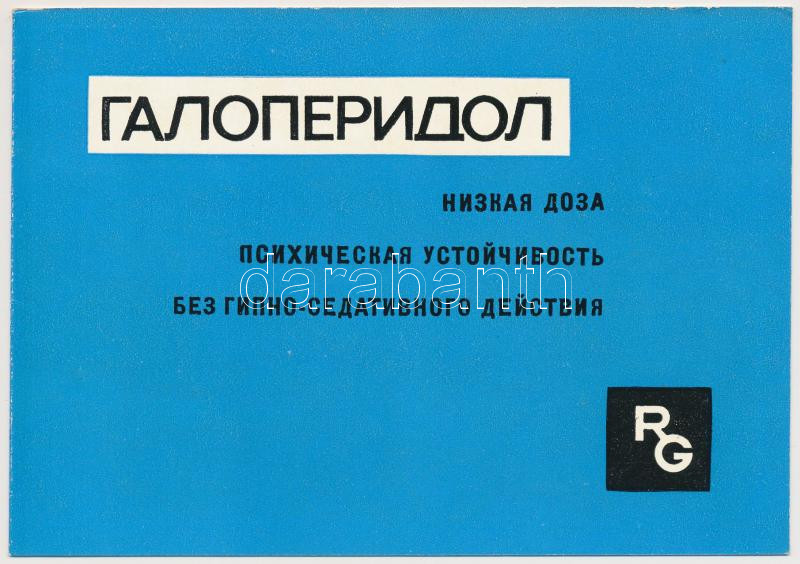 ГАЛОПЕРИДОЛ
НИЗКАЯ ДОЗА
ПСИХИЧЕСКАЯ УСТОЙЧИВОСТЬ
darabanth
БЕЗ ГИПНО-СЕДАТИВНОГО ДЕЙСТВИЯ
RG